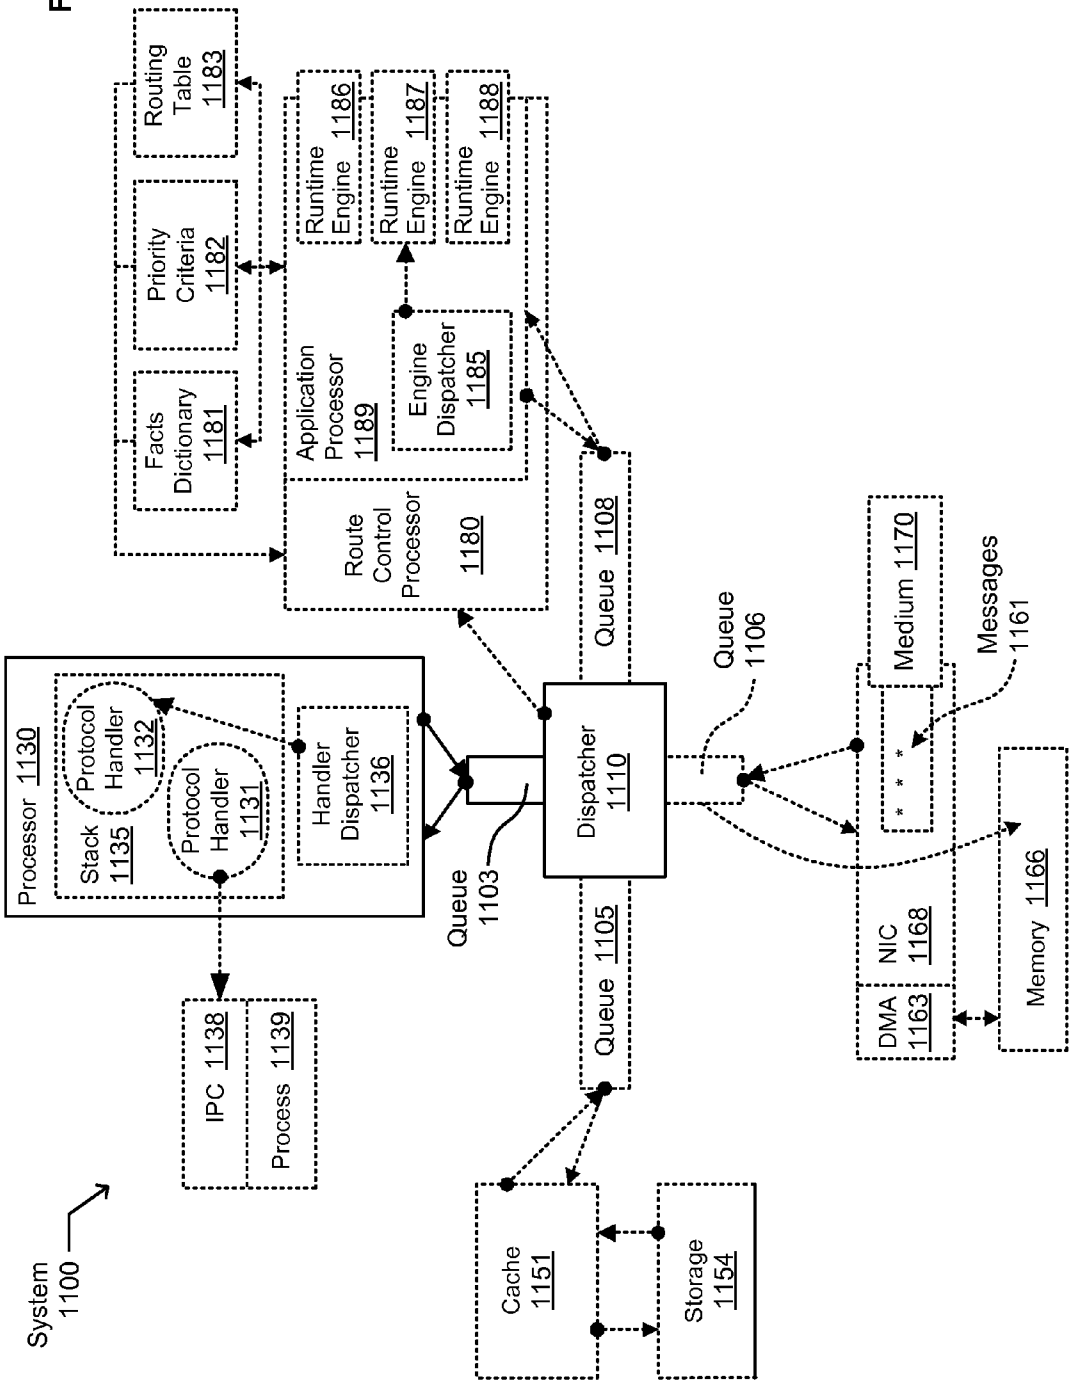 F
System
1100
IPC 1138
Process 1139
Processor 1130
Stack
1135
Protocol
Handler
1131
Protocol
Handler
1132
Handler
Dispatcher
1136
Facts
Dictionary
1181
Priority
Criteria
1182
Routing
Table
1183
Route
Control
Processor
1180
Application
Processor
1189
Engine
Dispatcher
1185
Runtime
Engine 1186
Runtime
Engine 1187
Runtime
Engine 1188
Queue
1103
Cache
1151
Storage
1154
Queue 1105
Dispatcher
1110
Queue 1108
Queue
1106
DMA
1163
NIC
1168
* * *
Medium 1170
Messages
1161
Memory 1166